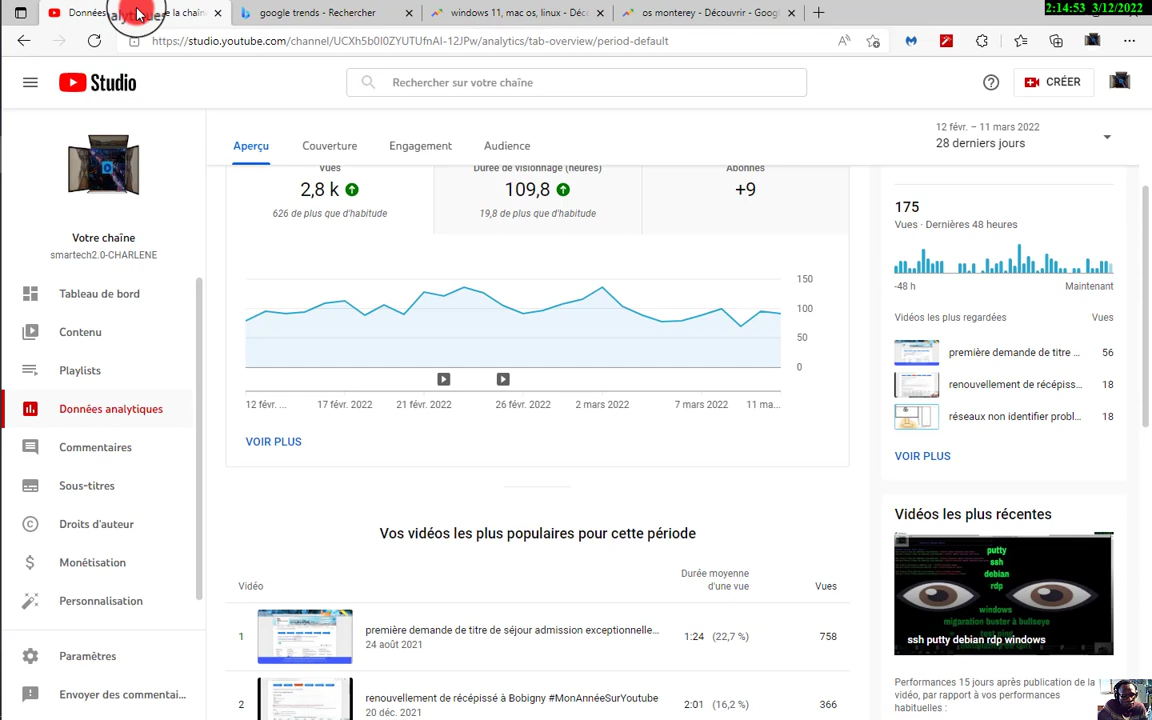 2:14:53 3/12/2022
Données analytiques de la chaîn
google trends - Rechercher
windows 11, mac os, linux - Déc
os monterey - Découvrir - Goog
https://studio.youtube.com/channel/UCXh5b0I0ZYUTUfnAI-12JPw/analytics/tab-overview/period-default
Studio
Rechercher sur votre chaîne
CRÉER
Votre chaîne
smartech2.0-CHARLENE
Tableau de bord
Contenu
Playlists
Données analytiques
Commentaires
Sous-titres
Droits d'auteur
Monétisation
Personnalisation
Paramètres
Envoyer des commentai...
Aperçu
Couverture
Engagement
Audience
12 févr. – 11 mars 2022
28 derniers jours
Vues
2,8 k
626 de plus que d'habitude
Durée de visionnage (heures)
109,8
19,8 de plus que d'habitude
Abonnés
+9
150
100
50
0
12 févr. ...
17 févr. 2022
21 févr. 2022
26 févr. 2022
2 mars 2022
7 mars 2022
11 ma...
VOIR PLUS
Vos vidéos les plus populaires pour cette période
Vidéo
Durée moyenne d'une vue
Vues
1
première demande de titre de séjour admission exceptionnelle...
24 août 2021
1:24 (22,7 %)
758
2
renouvellement de récépissé à Bobigny #MonAnnéeSurYoutube
20 déc. 2021
2:01 (16,2 %)
366
175
Vues · Dernières 48 heures
-48 h
Maintenant
Vidéos les plus regardées
Vues
première demande de titre ...
56
renouvellement de récépiss...
18
réseaux non identifier probl...
18
VOIR PLUS
Vidéos les plus récentes
putty
ssh
debian
rdp
windows
migaration buster à bullseye
ssh putty debian rdp windows
Performances 15 jours après publication de la
vidéo, par rapport à vos performances
habituelles :